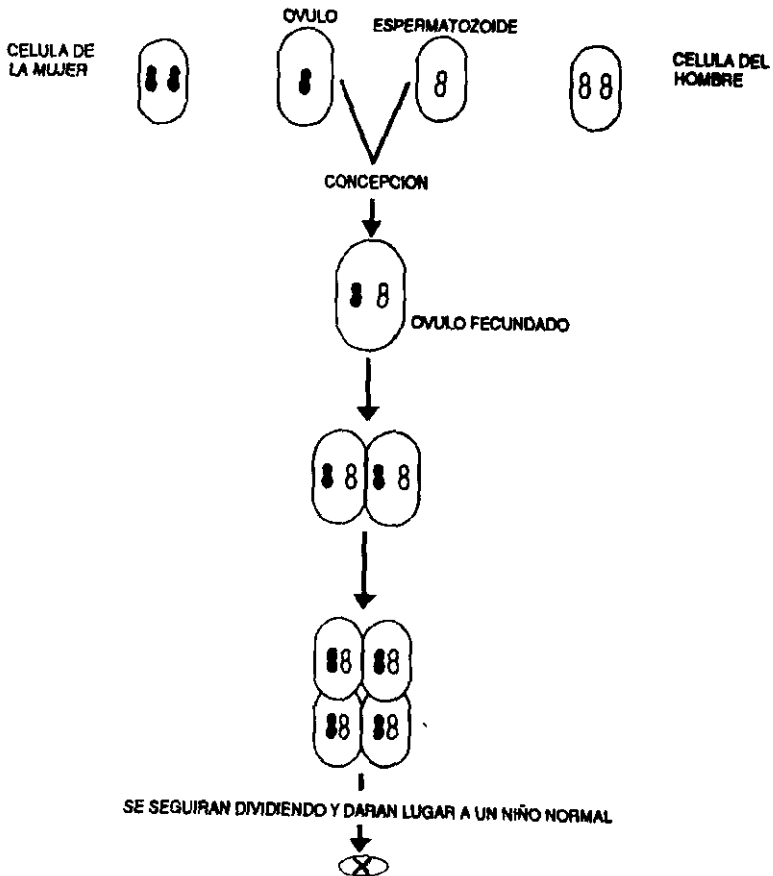 OVULO
ESPERMATOZOIDE
CELULA DE
LA MUJER
CELULA DEL
HOMBRE
CONCEPCION
OVULO FECUNDADO
SE SEGUIRAN DIVIDIENDO Y DARAN LUGAR A UN NIÑO NORMAL
X